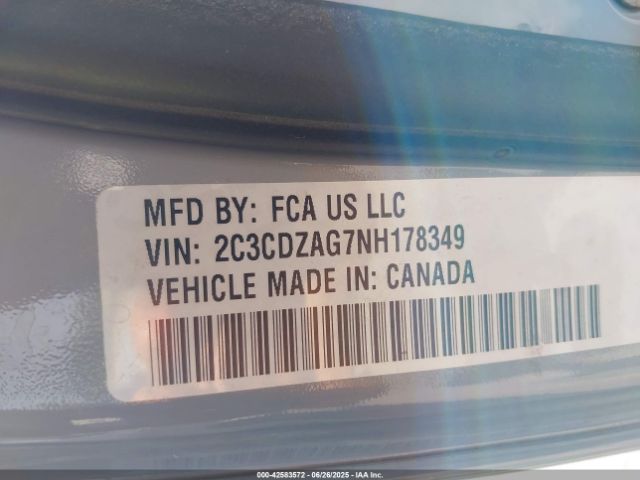 MFD BY: FCA US LLC
VIN: 2C3CDZAG7NH178349
VEHICLE MADE IN: CANADA
000-42583572 06/26/2025 - IAA Inc.